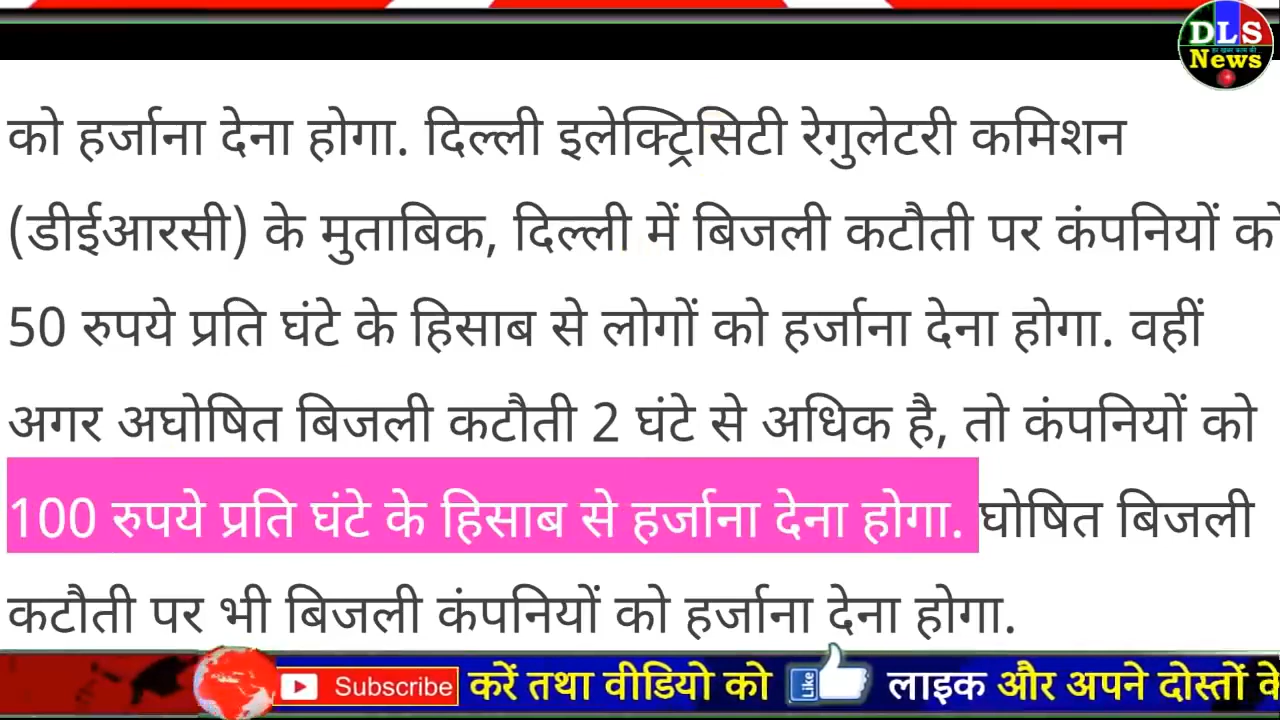 DLS
News
को हर्जाना देना होगा. दिल्ली इलेक्ट्रिसिटी रेगुलेटरी कमिशन
(डीईआरसी) के मुताबिक, दिल्ली में बिजली कटौती पर कंपनियों को
50 रुपये प्रति घंटे के हिसाब से लोगों को हर्जाना देना होगा. वहीं
अगर अघोषित बिजली कटौती 2 घंटे से अधिक है, तो कंपनियों को
100 रुपये प्रति घंटे के हिसाब से हर्जाना देना होगा. घोषित बिजली
कटौती पर भी बिजली कंपनियों को हर्जाना देना होगा.
Subscribe करें तथा वीडियो को Like लाइक और अपने दोस्तों के